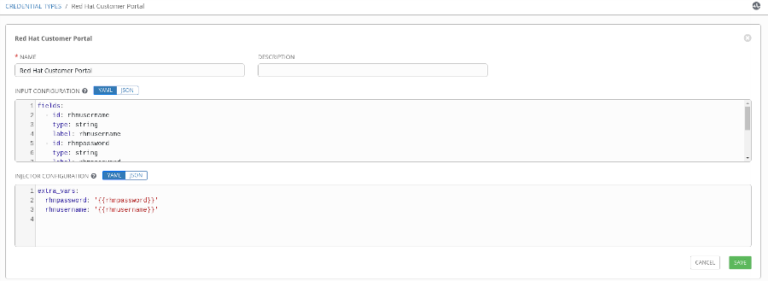 CREDENTIAL TYPES / Red Hat Customer Portal
Red Hat Customer Portal
* NAME
DESCRIPTION
Red Hat Customer Portal
INPUT CONFIGURATION YAML JSON
1 fields:
2 - id: rhnusername
3 type: string
4 label: rhnusername
5 - id: rhnpassword
6 type: string
label: rhnpassword
INJECTOR CONFIGURATION YAML JSON
1 extra_vars:
2 rhnpassword: '{{rhnpassword}}'
3 rhnusername: '{{rhnusername}}'
4
CANCEL SAVE